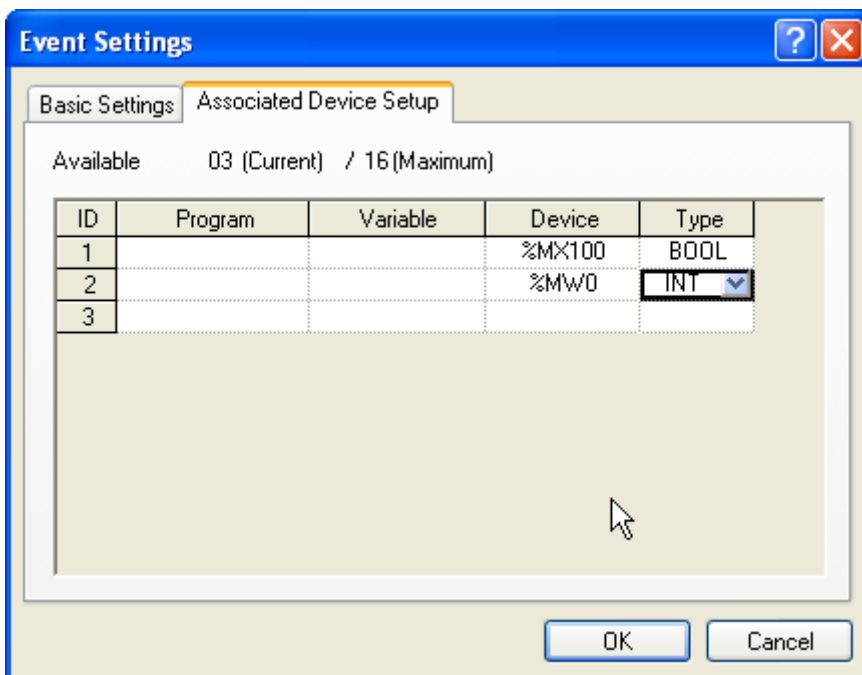 Event Settings
Basic Settings Associated Device Setup
Available 03 (Current) / 16(Maximum)
ID Program Variable Device Type
1 %MX100 BOOL
2 %MW0 INT
3
OK Cancel